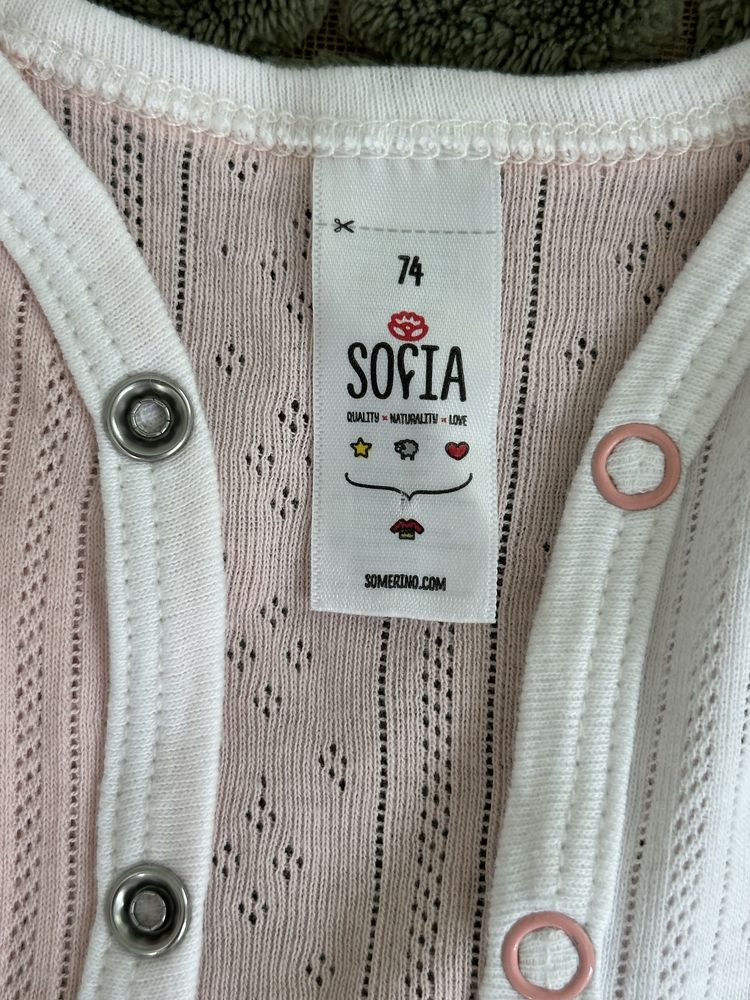 74
SOFIA
QUALITY × NATURALITY × LOVE
SOMERINO.COM